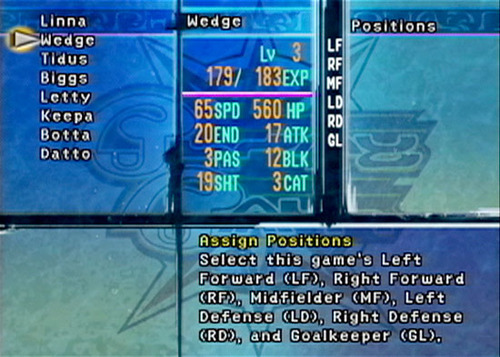 Linna
Wedge
Tidus
Biggs
Letty
Keepa
Botta
Datto
Wedge
Lv 3
179/ 183EXP
65SPD 560HP
20END 17ATK
3PAS 12BLK
19SHT 3CAT
Positions
LF
RF
MF
LD
RD
GL
Assign Positions
Select this game's Left
Forward (LF), Right Forward
(RF), Midfielder (MF), Left
Defense (LD), Right Defense
(RD), and Goalkeeper (GL).